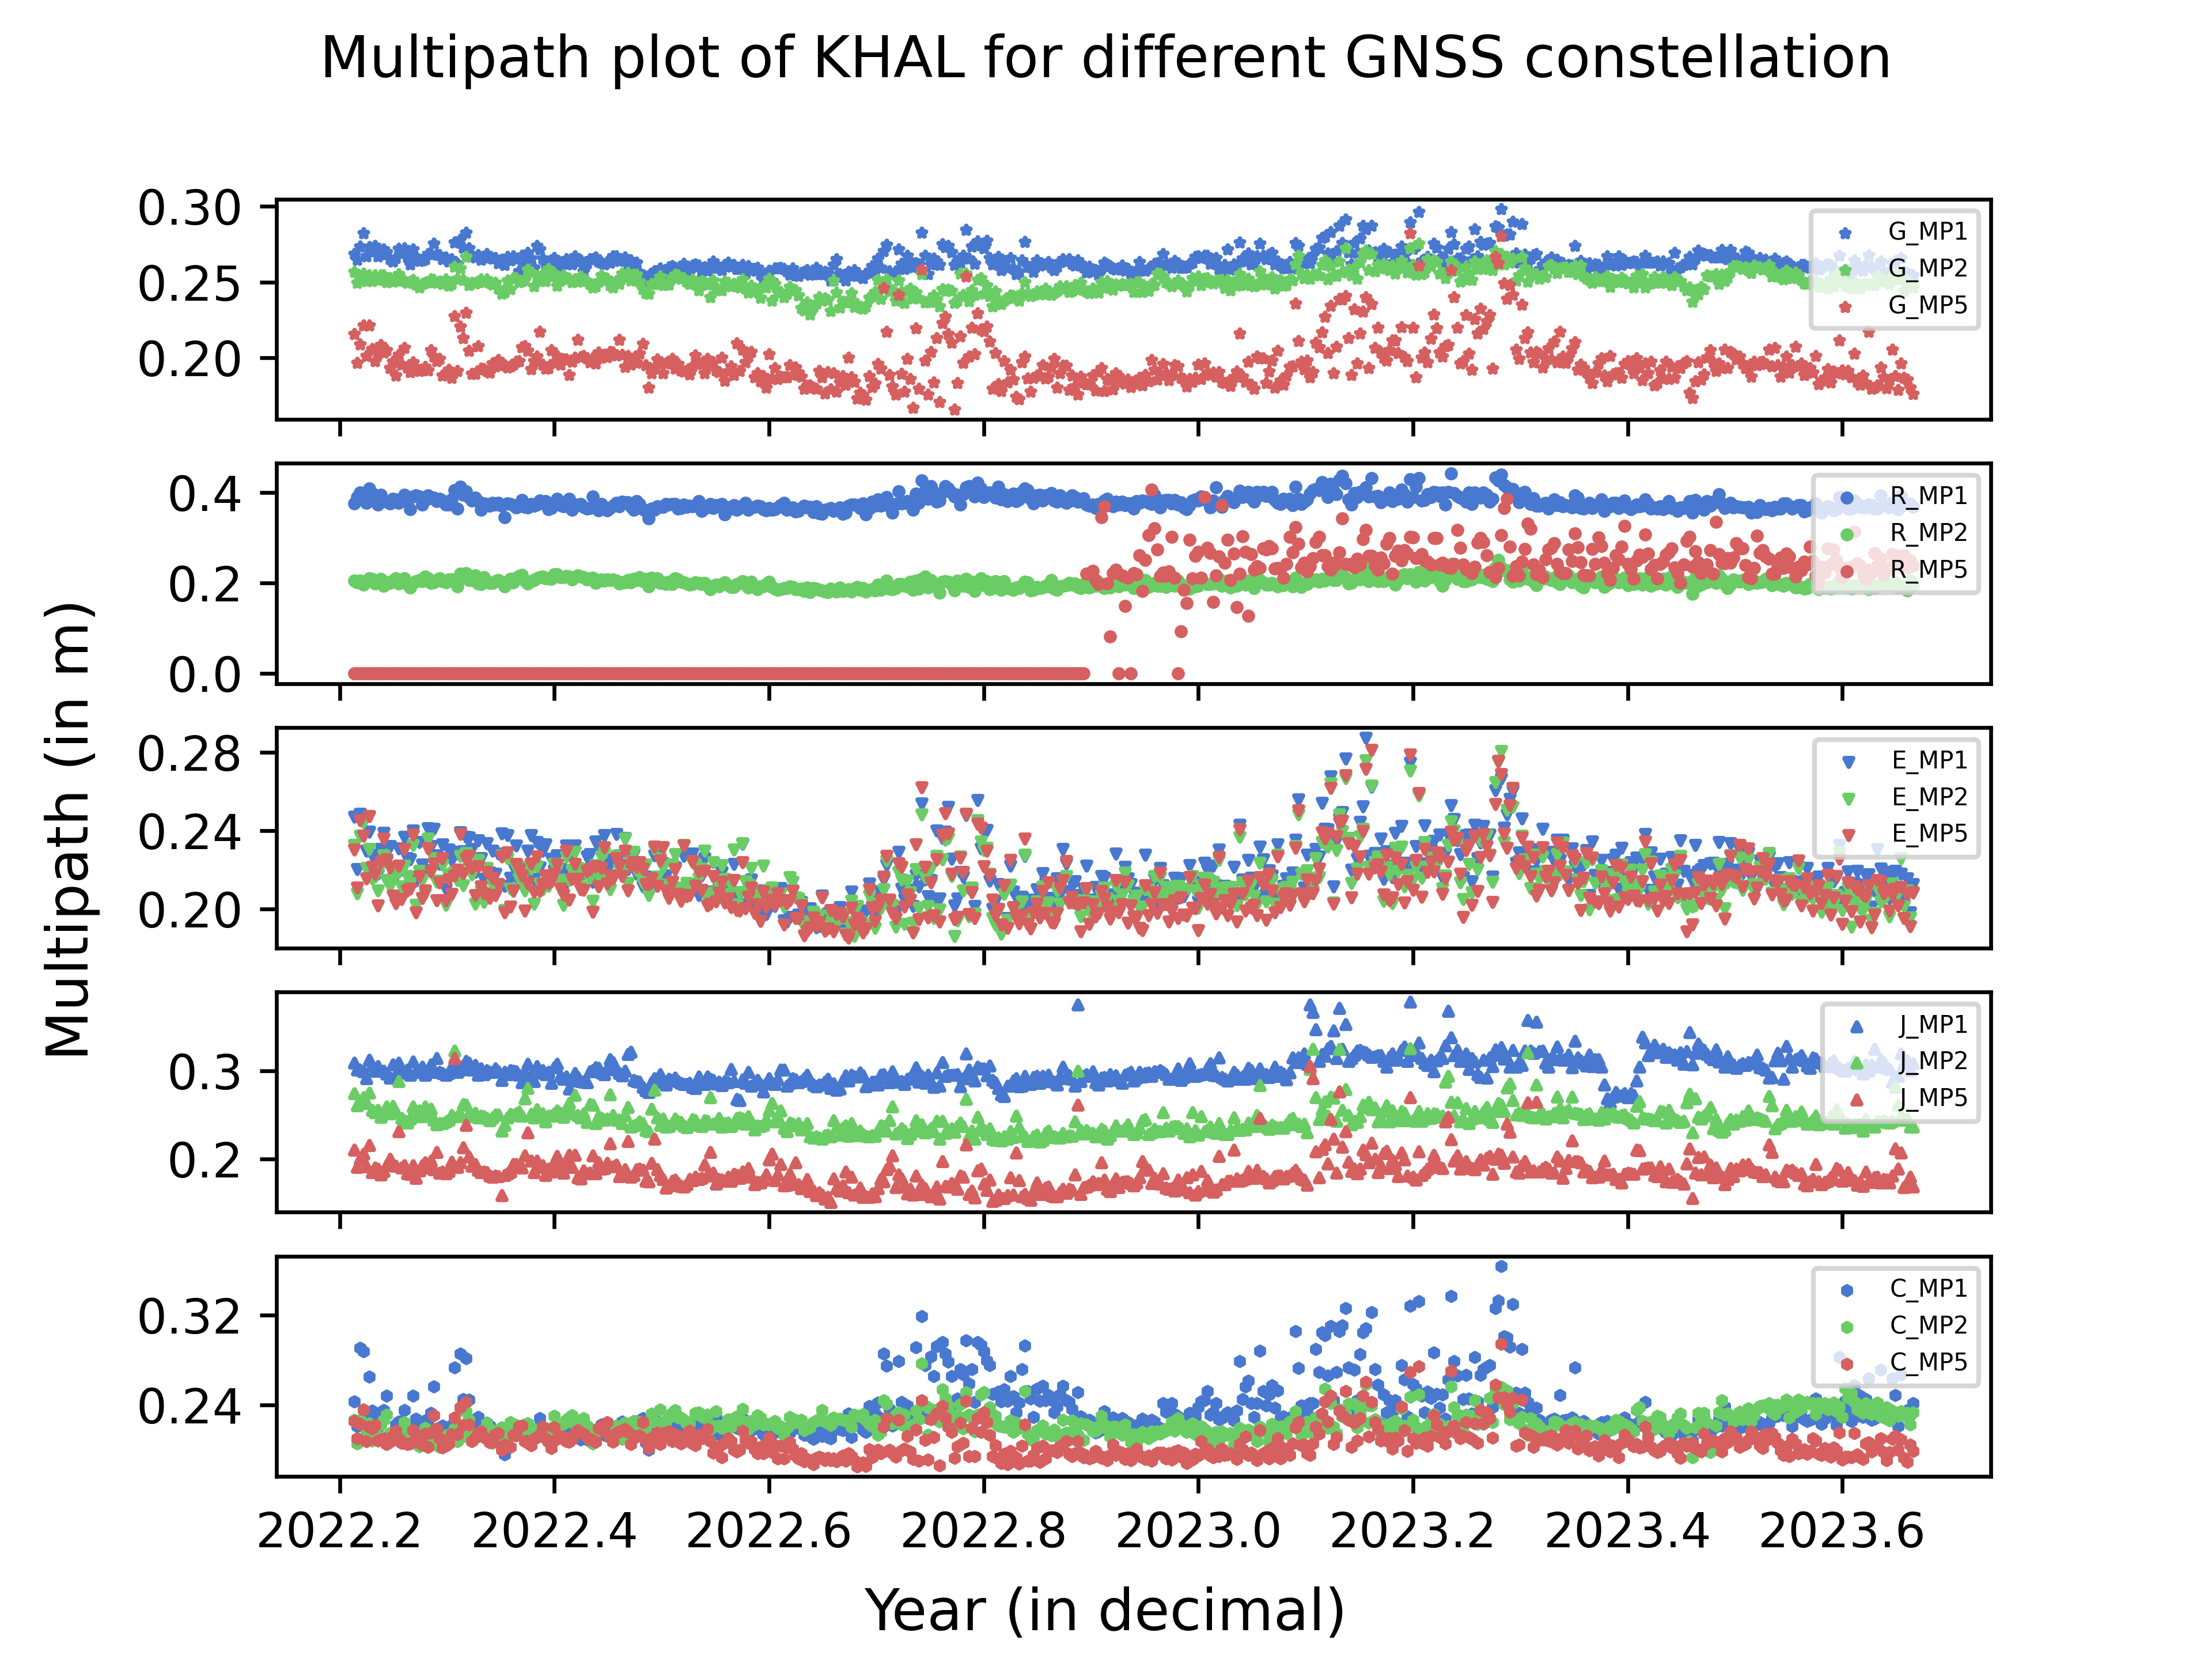 Multipath plot of KHAL for different GNSS constellation
0.30
0.25
0.20
G_MP1
G_MP2
G_MP5
0.4
0.2
0.0
R_MP1
R_MP2
R_MP5
0.28
0.24
0.20
E_MP1
E_MP2
E_MP5
0.3
0.2
J_MP1
J_MP2
J_MP5
0.32
0.24
C_MP1
C_MP2
C_MP5
Multipath (in m)
2022.2 2022.4 2022.6 2022.8 2023.0 2023.2 2023.4 2023.6
Year (in decimal)